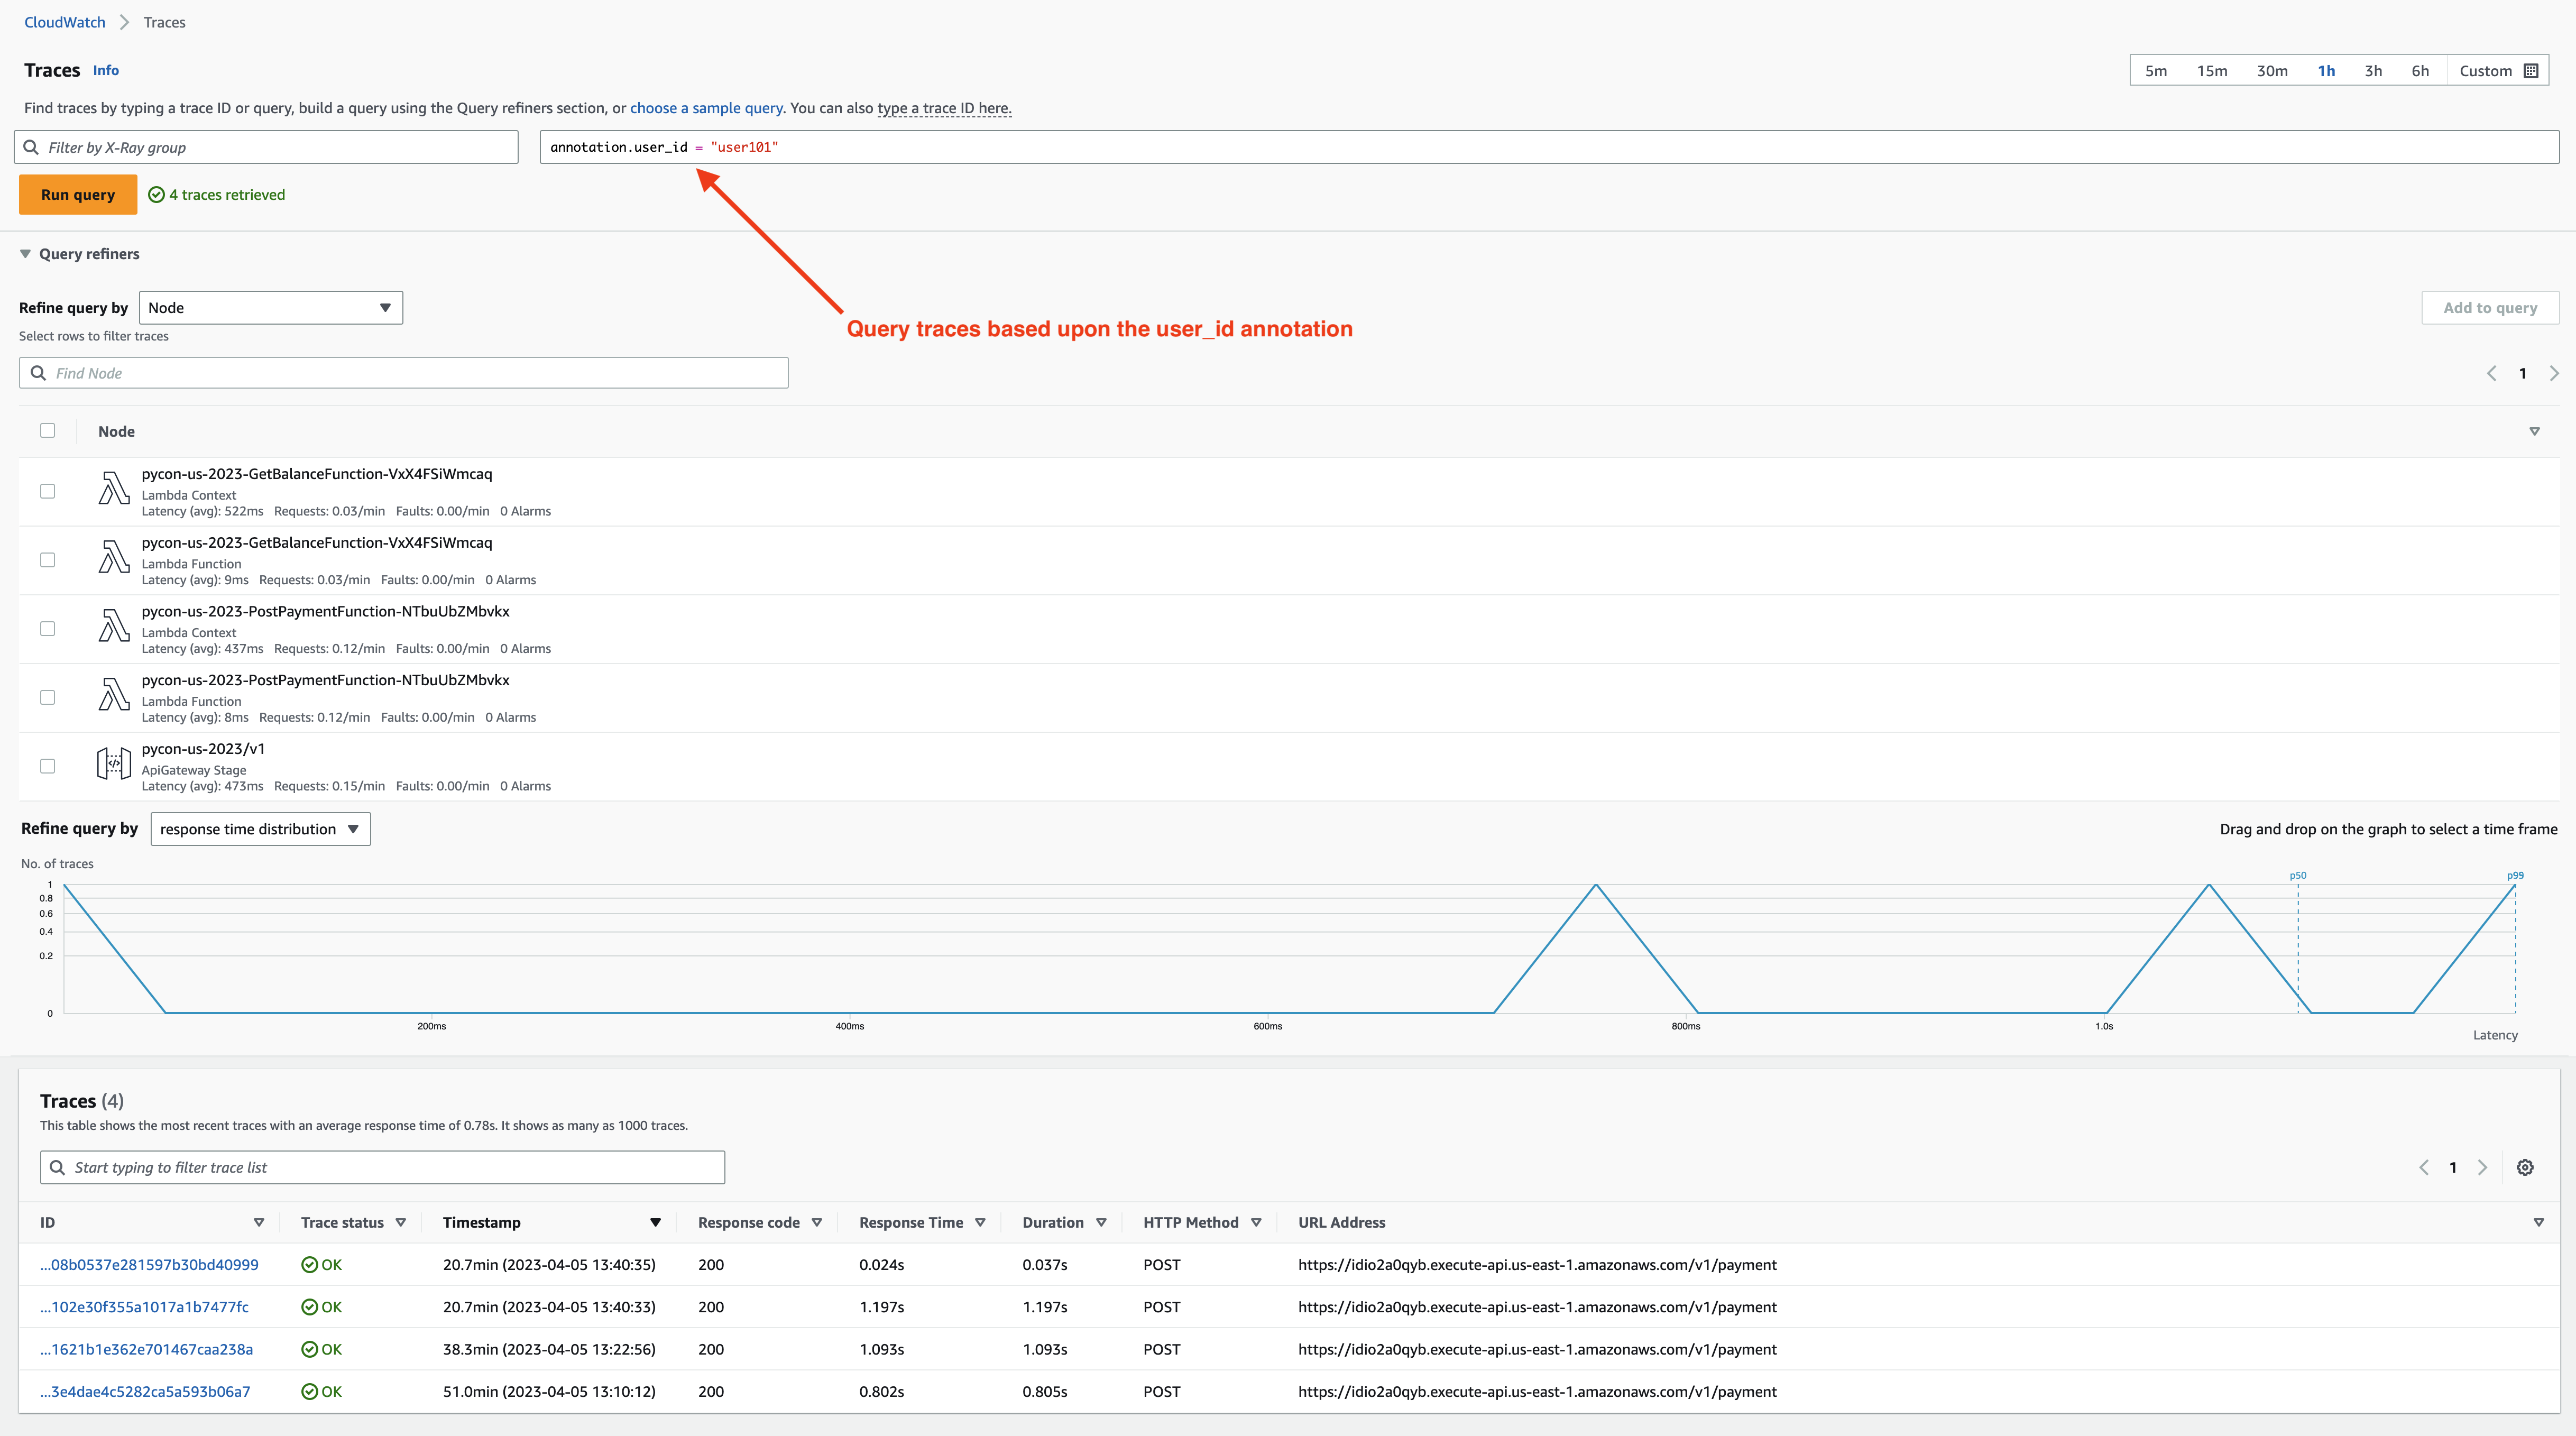 CloudWatch > Traces
Traces Info
5m 15m 30m 1h 3h 6h Custom
Find traces by typing a trace ID or query, build a query using the Query refiners section, or choose a sample query. You can also type a trace ID here.
Filter by X-Ray group
annotation.user_id = "user101"
Run query
4 traces retrieved
Query refiners
Refine query by Node
Add to query
Query traces based upon the user_id annotation
Select rows to filter traces
Find Node
1
Node
pycon-us-2023-GetBalanceFunction-VxX4FSiWmcaq
Lambda Context
Latency (avg): 522ms Requests: 0.03/min Faults: 0.00/min 0 Alarms
pycon-us-2023-GetBalanceFunction-VxX4FSiWmcaq
Lambda Function
Latency (avg): 9ms Requests: 0.03/min Faults: 0.00/min 0 Alarms
pycon-us-2023-PostPaymentFunction-NTbuUbZMbvkx
Lambda Context
Latency (avg): 437ms Requests: 0.12/min Faults: 0.00/min 0 Alarms
pycon-us-2023-PostPaymentFunction-NTbuUbZMbvkx
Lambda Function
Latency (avg): 8ms Requests: 0.12/min Faults: 0.00/min 0 Alarms
pycon-us-2023/v1
ApiGateway Stage
Latency (avg): 473ms Requests: 0.15/min Faults: 0.00/min 0 Alarms
Refine query by response time distribution
Drag and drop on the graph to select a time frame
No. of traces
p50 p99
1
0.8
0.6
0.4
0.2
0
200ms 400ms 600ms 800ms 1.0s
Latency
Traces (4)
This table shows the most recent traces with an average response time of 0.78s. It shows as many as 1000 traces.
Start typing to filter trace list
1
ID Trace status Timestamp Response code Response Time Duration HTTP Method URL Address
...08b0537e281597b30bd40999 OK 20.7min (2023-04-05 13:40:35) 200 0.024s 0.037s POST https://idio2a0qyb.execute-api.us-east-1.amazonaws.com/v1/payment
...102e30f355a1017a1b7477fc OK 20.7min (2023-04-05 13:40:33) 200 1.197s 1.197s POST https://idio2a0qyb.execute-api.us-east-1.amazonaws.com/v1/payment
...1621b1e362e701467caa238a OK 38.3min (2023-04-05 13:22:56) 200 1.093s 1.093s POST https://idio2a0qyb.execute-api.us-east-1.amazonaws.com/v1/payment
...3e4dae4c5282ca5a593b06a7 OK 51.0min (2023-04-05 13:10:12) 200 0.802s 0.805s POST https://idio2a0qyb.execute-api.us-east-1.amazonaws.com/v1/payment